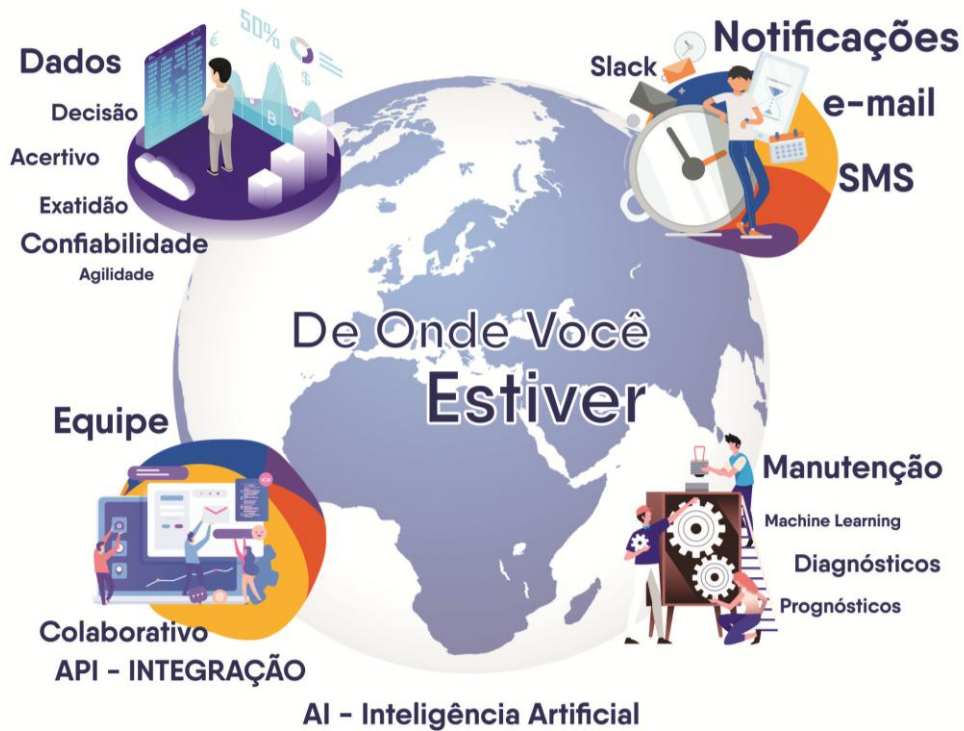 Dados
Decisão
Acertivo
Exatidão
Confiabilidade
Agilidade
50%
€
$
B
Notificações
Slack
e-mail
SMS
De Onde Você
Estiver
Equipe
Colaborativo
API - INTEGRAÇÃO
Manutenção
Machine Learning
Diagnósticos
Prognósticos
AI - Inteligência Artificial